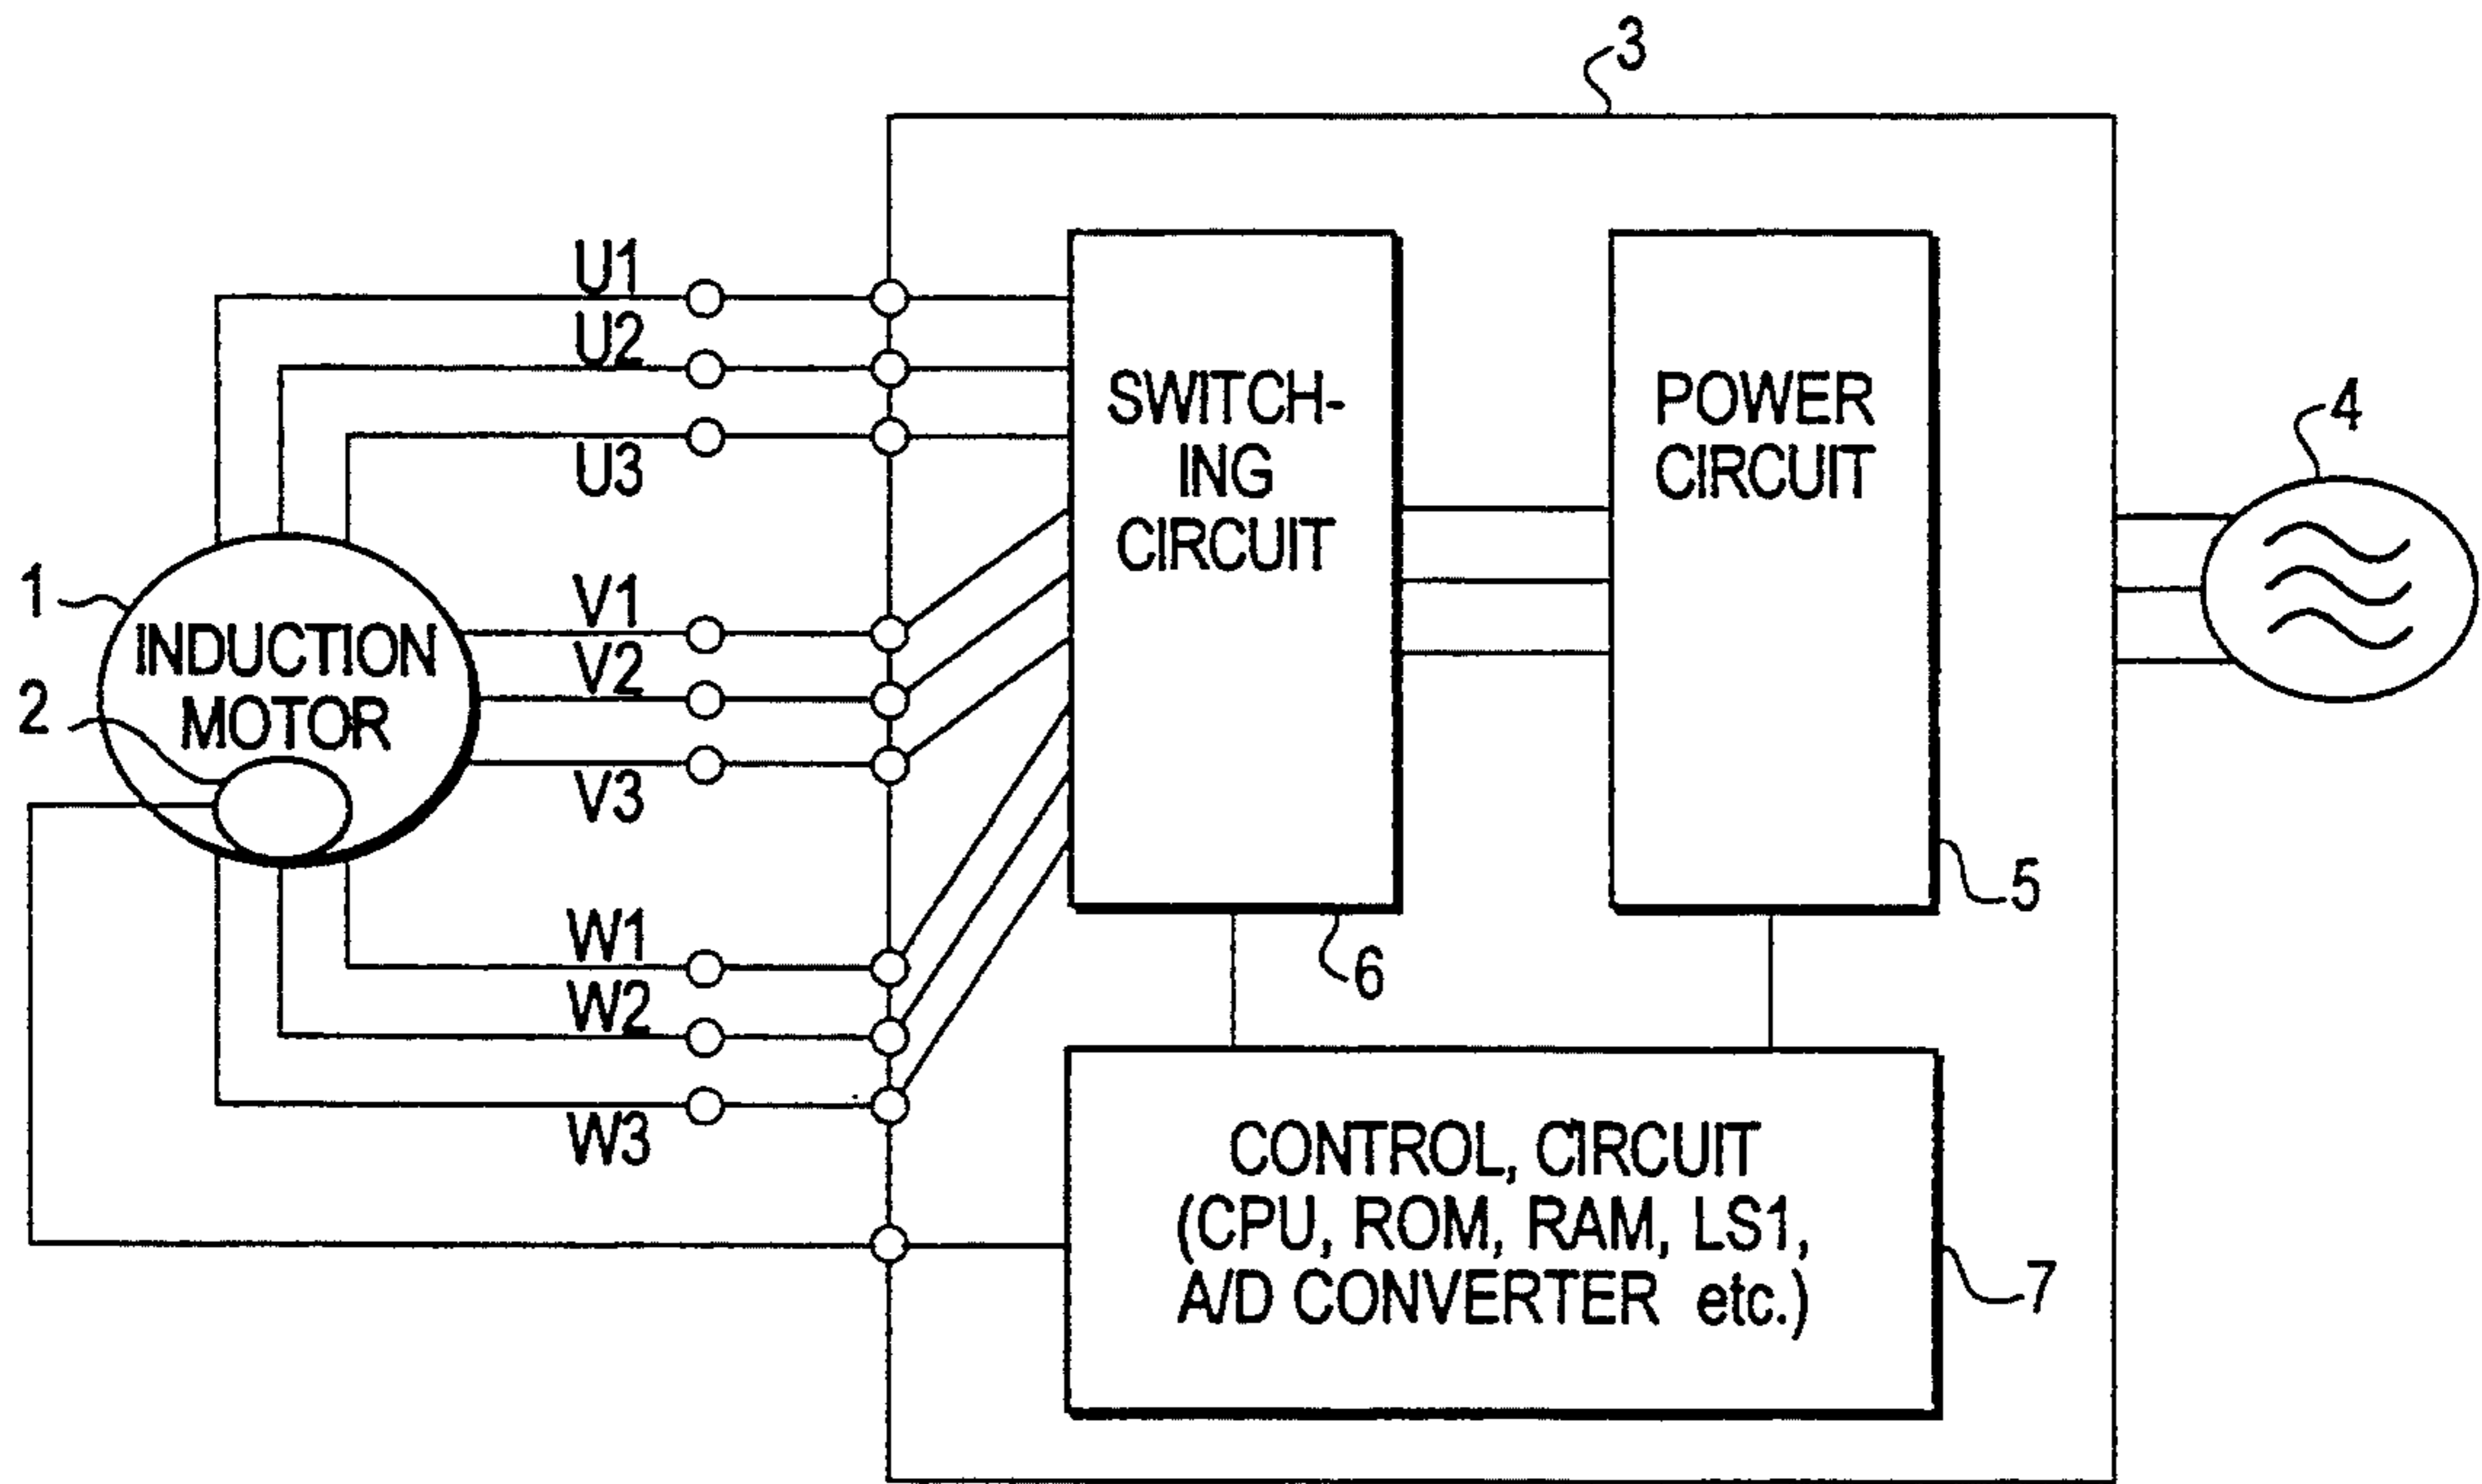 3
U1
U2
U3
SWITCH-
ING
CIRCUIT
POWER
CIRCUIT
4
1
INDUCTION
MOTOR
2
V1
V2
V3
5
6
W1
W2
W3
CONTROL, CIRCUIT
(CPU, ROM, RAM, LS1,
A/D CONVERTER etc.)
7